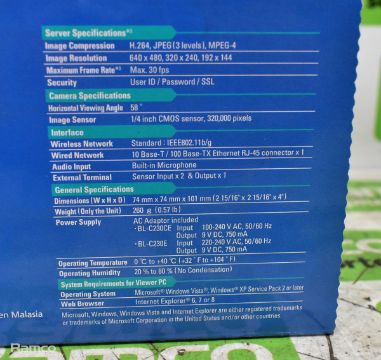 Server Specifications*⁵
Image Compression H.264, JPEG (3 levels), MPEG-4
Image Resolution 640 x 480, 320 x 240, 192 x 144
Maximum Frame Rate*⁶ Max. 30 fps
Security User ID / Password / SSL
Camera Specifications
Horizontal Viewing Angle 58°
Image Sensor 1/4 inch CMOS sensor, 320,000 pixels
Interface
Wireless Network Standard : IEEE802.11b/g
Wired Network 10 Base-T / 100 Base-TX Ethernet RJ-45 connector x 1
Audio Input Built-in Microphone
External Terminal Sensor Input x 2 & Output x 1
General Specifications
Dimensions (W x H x D) 74 mm x 74 mm x 101 mm (2 15/16" x 2 15/16" x 4")
Weight (Only the Unit) 260 g (0.57 lb)
Power Supply AC Adaptor included
• BL-C230CE Input 100-240 V AC, 50/60 Hz
Output 9 V DC, 750 mA
• BL-C230E Input 220-240 V AC, 50/60 Hz
Output 9 V DC, 750 mA
Operating Temperature 0 °C to +40 °C (+32 °F to +104 °F)
Operating Humidity 20 % to 80 % (No Condensation)
System Requirements for Viewer PC
Operating System Microsoft® Windows Vista®, Windows® XP Service Pack 2 or later
Web Browser Internet Explorer® 6, 7 or 8
Microsoft, Windows, Windows Vista and Internet Explorer are either registered trademarks
or trademarks of Microsoft Corporation in the United States and/or other countries.
en Malaysia
Ramco